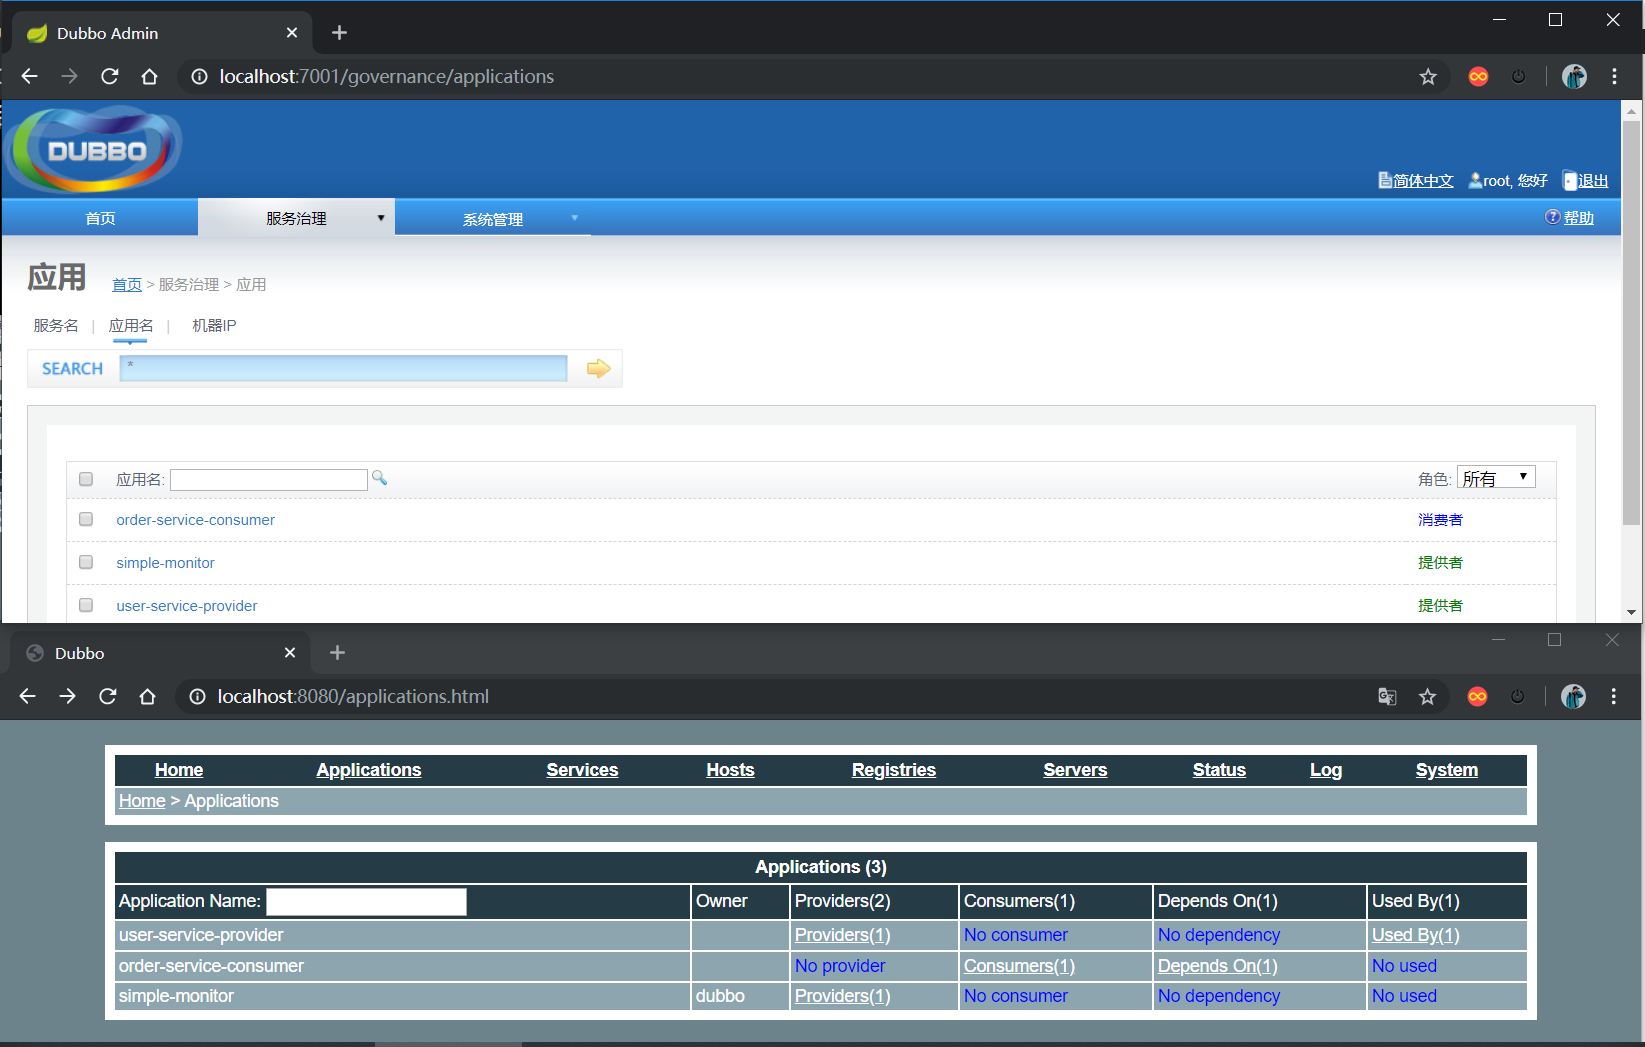 Dubbo Admin
localhost:7001/governance/applications
DUBBO
简体中文 root, 您好 退出
首页 服务治理 系统管理 帮助
应用 首页 > 服务治理 > 应用
服务名 | 应用名 | 机器IP
SEARCH *
应用名: 角色: 所有
order-service-consumer 消费者
simple-monitor 提供者
user-service-provider 提供者
Dubbo
localhost:8080/applications.html
Home Applications Services Hosts Registries Servers Status Log System
Home > Applications
Applications (3)
Application Name: Owner Providers(2) Consumers(1) Depends On(1) Used By(1)
user-service-provider Providers(1) No consumer No dependency Used By(1)
order-service-consumer No provider Consumers(1) Depends On(1) No used
simple-monitor dubbo Providers(1) No consumer No dependency No used